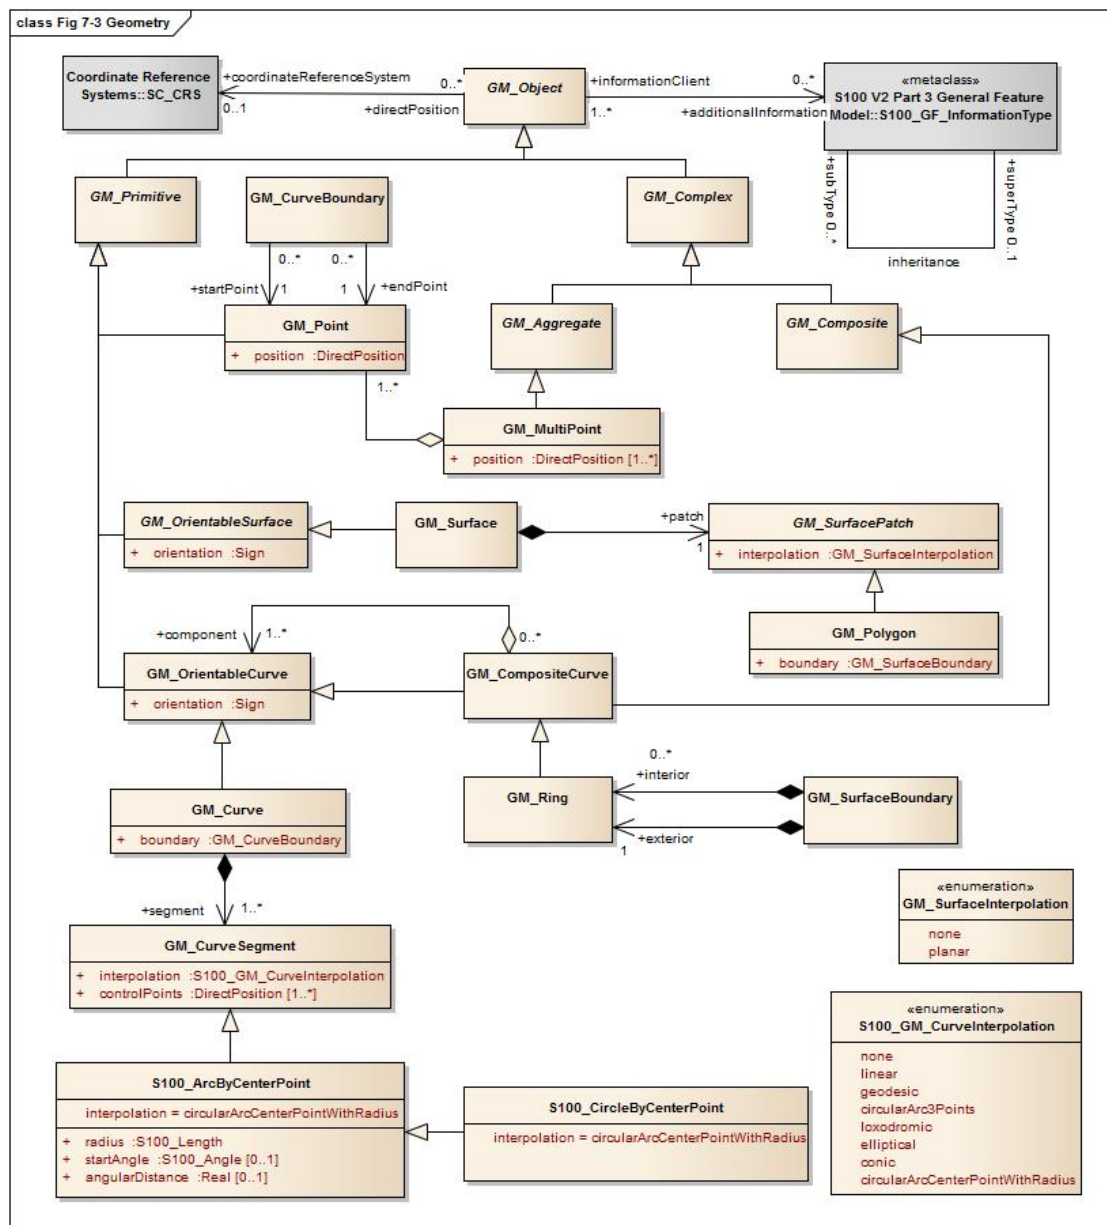 class Fig 7-3 Geometry
Coordinate Reference
Systems::SC_CRS
+coordinateReferenceSystem
0..1
0..*
+directPosition
GM_Object
+informationClient
1..*
0..*
+additionalInformation
«metaclass»
S100 V2 Part 3 General Feature
Model::S100_GF_InformationType
+subType 0..*
+superType 0..1
inheritance
GM_Primitive
GM_CurveBoundary
GM_Complex
0..*
0..*
+startPoint
1
1
+endPoint
GM_Point
+ position :DirectPosition
1..*
GM_Aggregate
GM_Composite
GM_MultiPoint
+ position :DirectPosition [1..*]
GM_OrientableSurface
+ orientation :Sign
GM_Surface
+patch
1
GM_SurfacePatch
+ interpolation :GM_SurfaceInterpolation
GM_Polygon
+ boundary :GM_SurfaceBoundary
+component
1..*
0..*
GM_OrientableCurve
+ orientation :Sign
GM_CompositeCurve
GM_Curve
+ boundary :GM_CurveBoundary
GM_Ring
0..*
+interior
+exterior
1
GM_SurfaceBoundary
+segment
1..*
GM_CurveSegment
+ interpolation :S100_GM_CurveInterpolation
+ controlPoints :DirectPosition [1..*]
«enumeration»
GM_SurfaceInterpolation
none
planar
S100_ArcByCenterPoint
interpolation = circularArcCenterPointWithRadius
+ radius :S100_Length
+ startAngle :S100_Angle [0..1]
+ angularDistance :Real [0..1]
S100_CircleByCenterPoint
interpolation = circularArcCenterPointWithRadius
«enumeration»
S100_GM_CurveInterpolation
none
linear
geodesic
circularArc3Points
loxodromic
elliptical
conic
circularArcCenterPointWithRadius